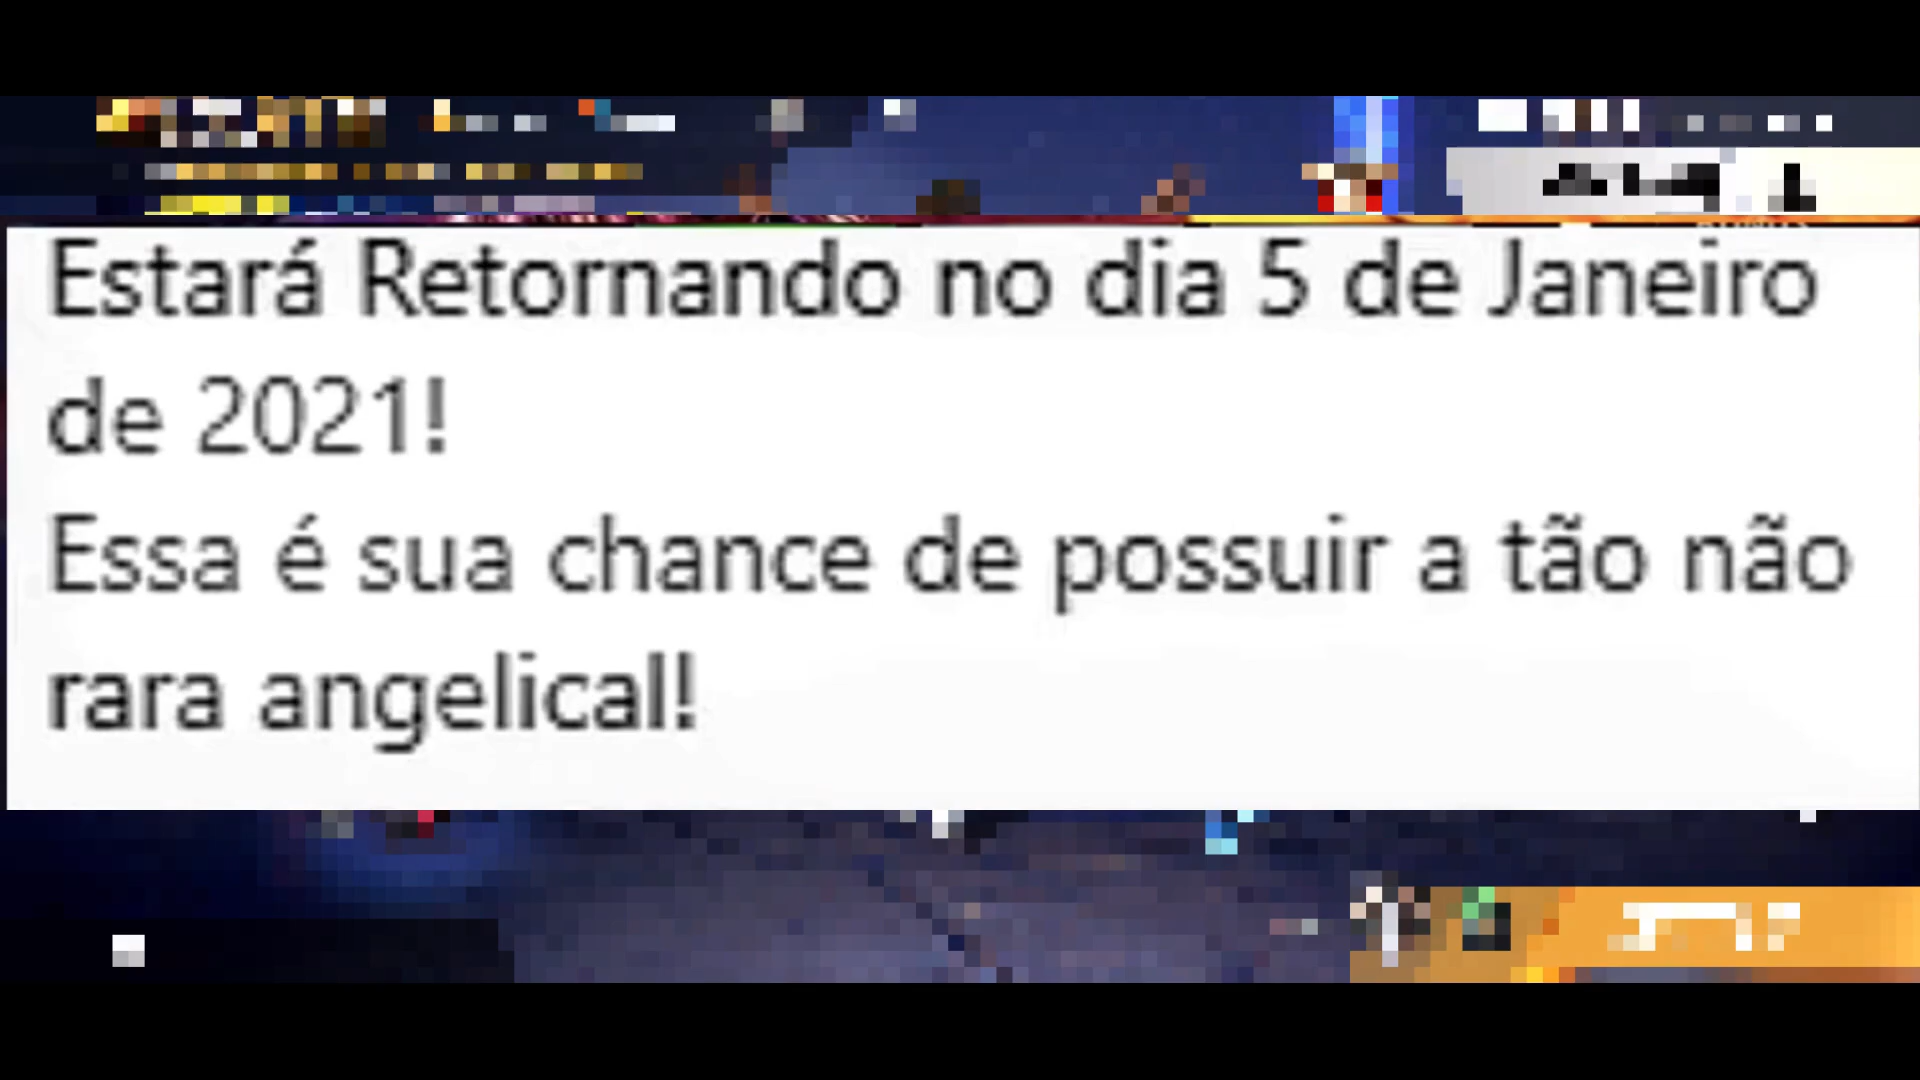 Estará Retornando no dia 5 de Janeiro
de 2021!
Essa é sua chance de possuir a tão não
rara angelical!